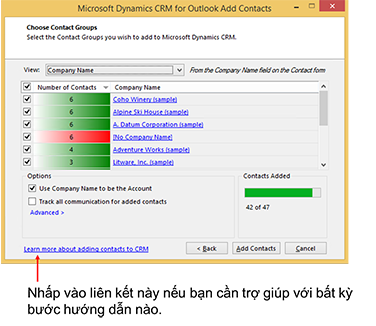 Microsoft Dynamics CRM for Outlook Add Contacts
Choose Contact Groups
Select the Contact Groups you wish to add to Microsoft Dynamics CRM.
View: Company Name From the Company Name field on the Contact form
Number of Contacts Company Name
6 Coho Winery (sample)
6 Alpine Ski House (sample)
6 A. Datum Corporation (sample)
6 [No Company Name]
4 Adventure Works (sample)
3 Litware, Inc. (sample)
Options Contacts Added
Use Company Name to be the Account
Track all communication for added contacts
42 of 47
Advanced >
Learn more about adding contacts to CRM < Back Add Contacts Cancel
Nhấp vào liên kết này nếu bạn cần trợ giúp với bất kỳ
bước hướng dẫn nào.